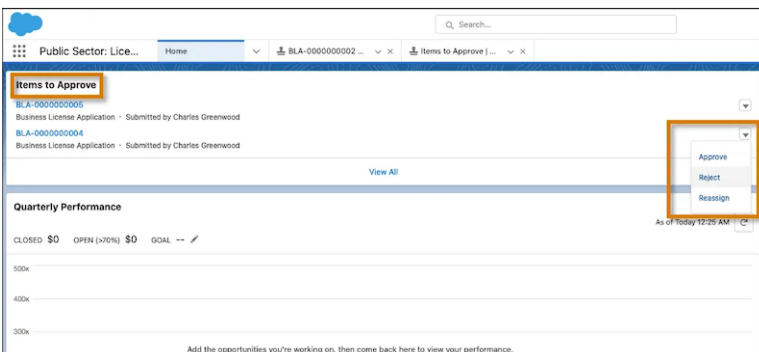 Search...
Public Sector: Lice... Home BLA-0000000002 ... Items to Approve | ...
Items to Approve
BLA-0000000005
Business License Application · Submitted by Charles Greenwood
BLA-0000000004
Business License Application · Submitted by Charles Greenwood
Approve
View All
Reject
Reassign
Quarterly Performance
As of Today 12:25 AM
CLOSED $0 OPEN (>70%) $0 GOAL --
500K
400K
300K
Add the opportunities you're working on, then come back here to view your performance.